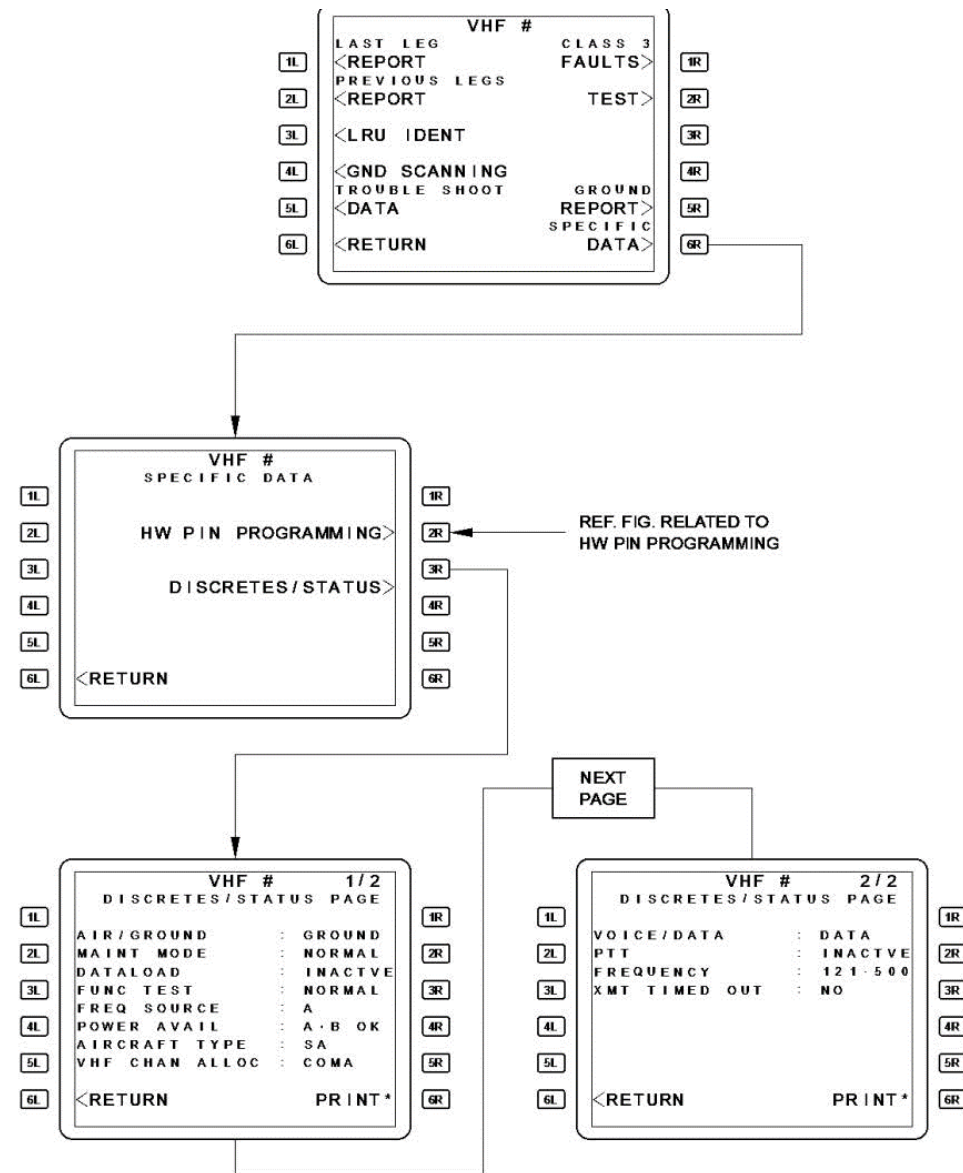 VHF #
LAST LEG CLASS 3
1L <REPORT FAULTS> 1R
PREVIOUS LEGS
2L <REPORT TEST> 2R
3L <LRU IDENT 3R
4L <GND SCANNING 4R
TROUBLE SHOOT GROUND
5L <DATA REPORT> 5R
SPECIFIC
6L <RETURN DATA> 6R
VHF #
SPECIFIC DATA
1L 1R
2L HW PIN PROGRAMMING> 2R
REF. FIG. RELATED TO
HW PIN PROGRAMMING
3L 3R
DISCRETES/STATUS>
4L 4R
5L 5R
6L <RETURN 6R
NEXT
PAGE
VHF # 1/2
DISCRETES/STATUS PAGE
1L 1R
AIR/GROUND : GROUND
2L MAINT MODE : NORMAL 2R
DATALOAD : INACTVE
3L FUNC TEST : NORMAL 3R
FREQ SOURCE : A
4L POWER AVAIL : A-B OK 4R
AIRCRAFT TYPE : SA
5L VHF CHAN ALLOC : COMA 5R
6L <RETURN PRINT* 6R
VHF # 2/2
DISCRETES/STATUS PAGE
1L 1R
VOICE/DATA : DATA
2L PTT : INACTVE 2R
FREQUENCY : 121.500
3L XMT TIMED OUT : NO 3R
4L 4R
5L 5R
6L <RETURN PRINT* 6R